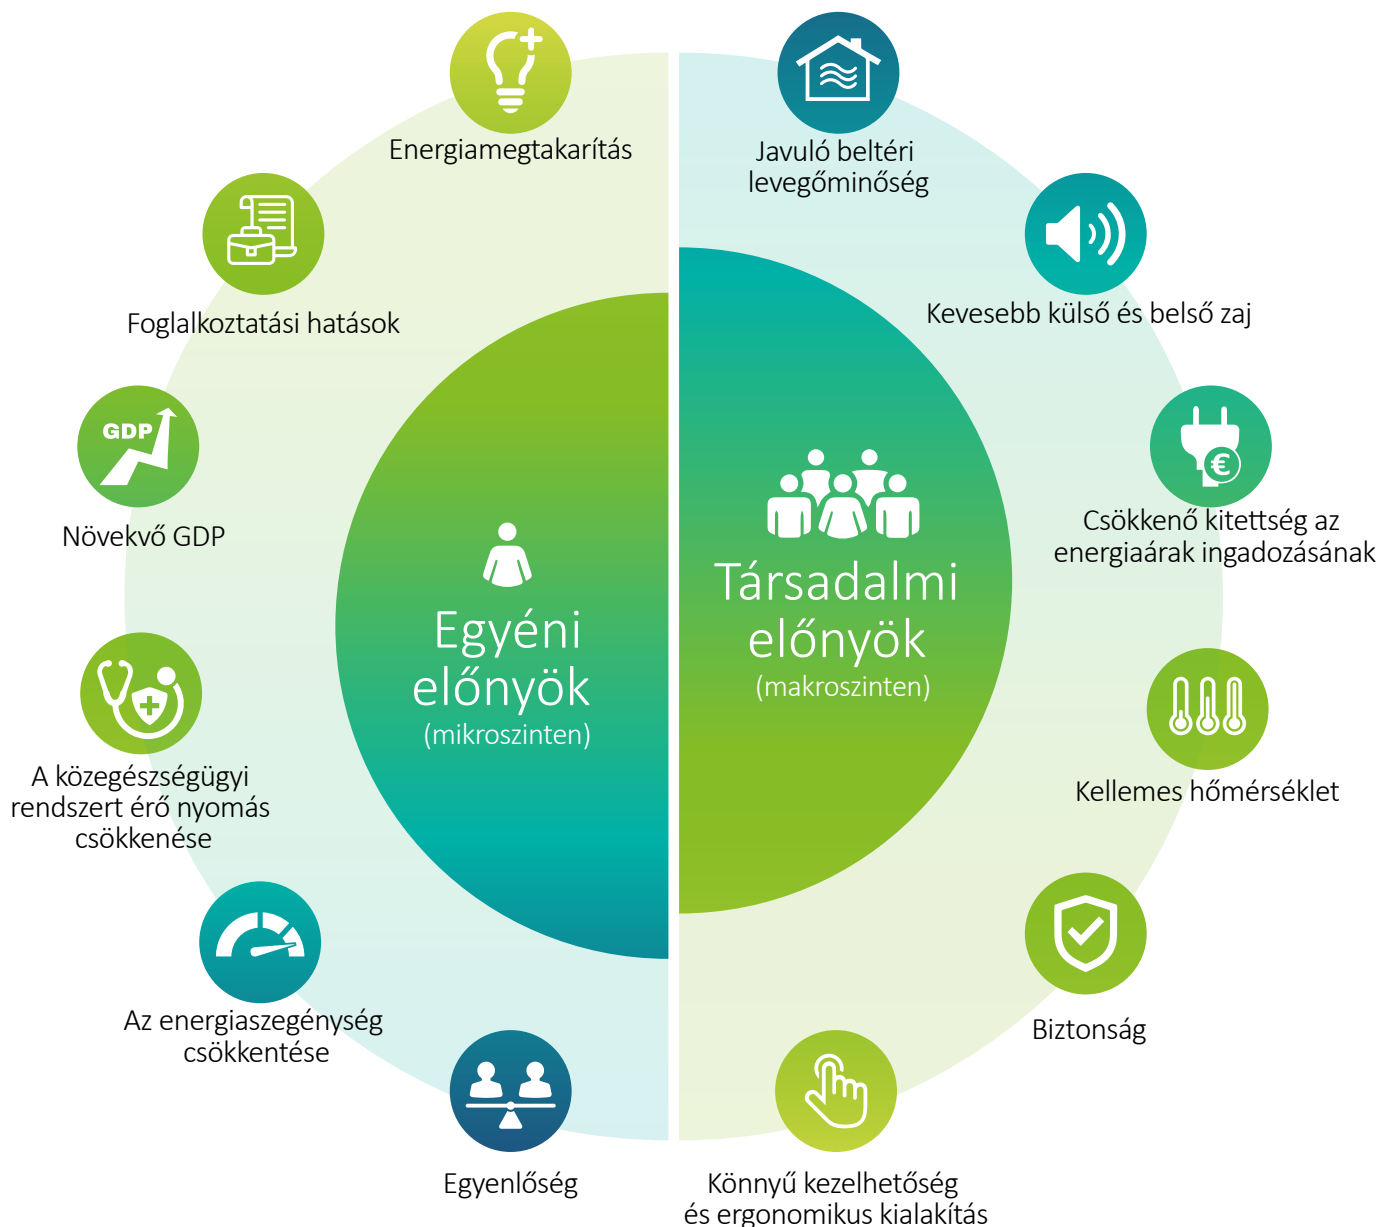 Energiamegtakarítás
Foglalkoztatási hatások
GDP
Növekvő GDP
A közegészségügyi
rendszert érő nyomás
csökkenése
Az energiaszegénység
csökkentése
Egyenlőség
Egyéni
előnyök
(mikroszinten)
Társadalmi
előnyök
(makroszinten)
Javuló beltéri
levegőminőség
Kevesebb külső és belső zaj
€
Csökkenő kitettség az
energiaárak ingadozásának
Kellemes hőmérséklet
Biztonság
Könnyű kezelhetőség
és ergonomikus kialakítás